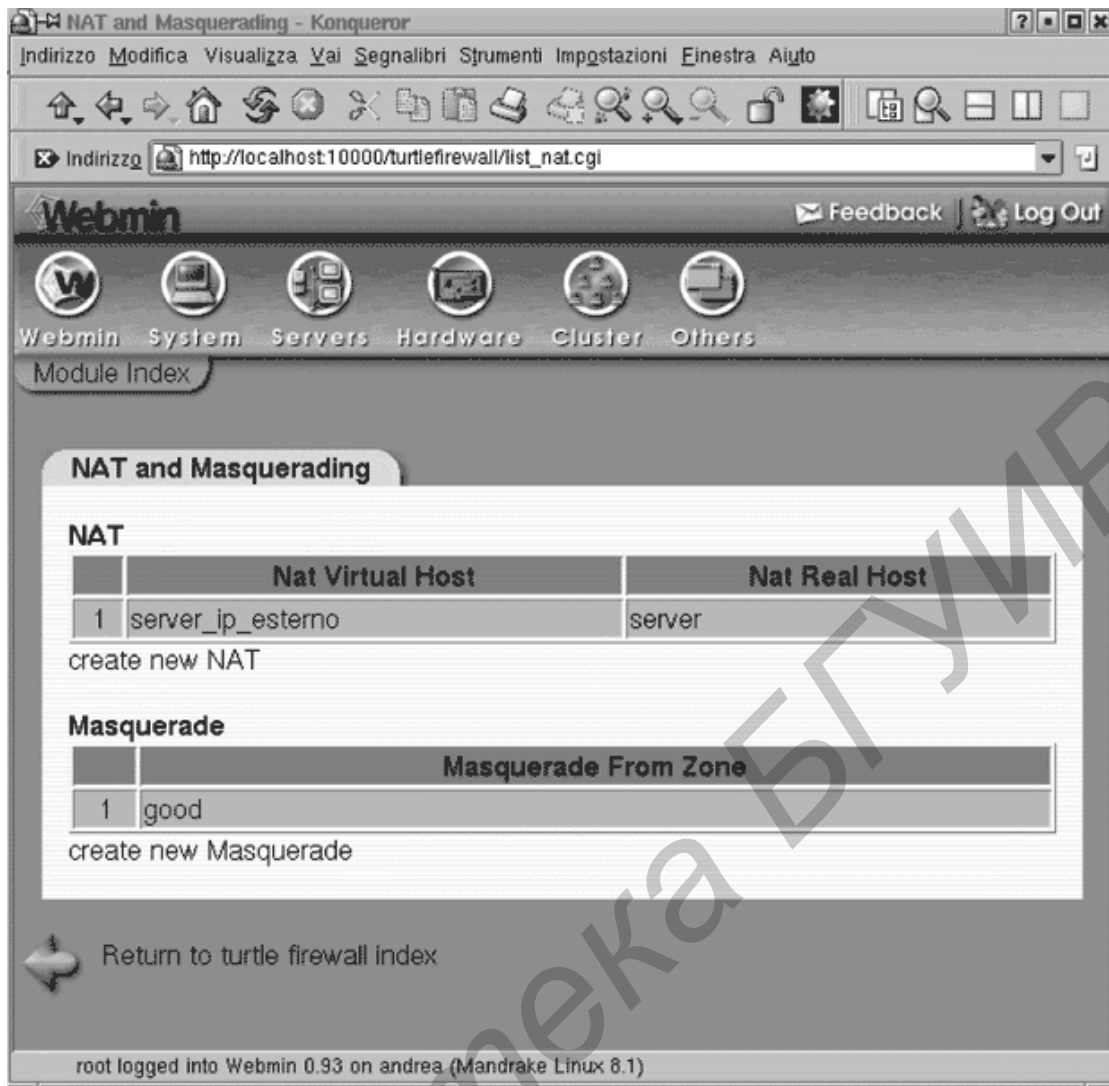 NAT and Masquerading - Konqueror
Indirizzo Modifica Visualizza Vai Segnalibri Strumenti Impostazioni Finestra Aiuto
Indirizzo http://localhost:10000/turtlefirewall/list_nat.cgi
Webmin Feedback Log Out
Webmin System Servers Hardware Cluster Others
Module Index
NAT and Masquerading
NAT
Nat Virtual Host Nat Real Host
1 server_ip_esterno server
create new NAT
Masquerade
Masquerade From Zone
1 good
create new Masquerade
Return to turtle firewall index
root logged into Webmin 0.93 on andrea (Mandrake Linux 8.1)